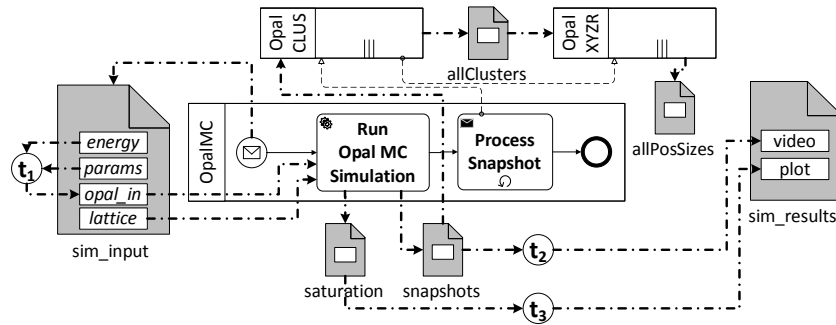 Opal
CLUS
Opal
XYZR
allClusters
allPosSizes
OpalMC
Run
Opal MC
Simulation
Process
Snapshot
energy
params
opal_in
lattice
sim_input
t1
video
plot
sim_results
saturation
snapshots
t2
t3